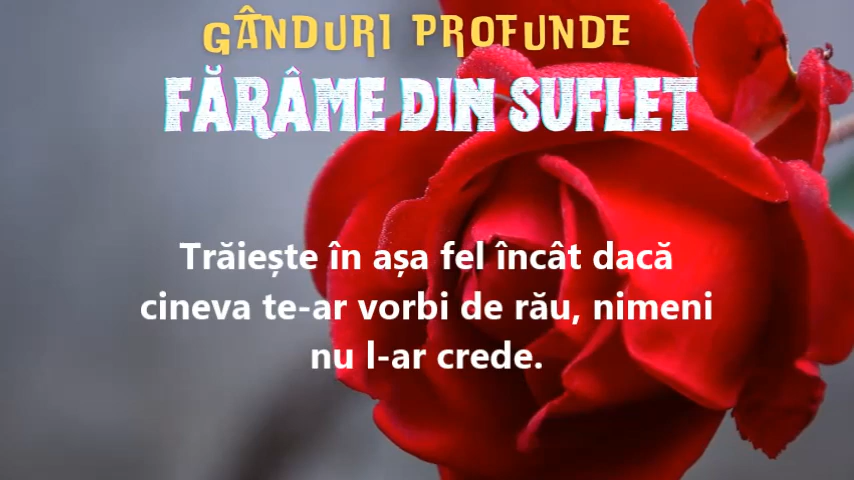 GÂNDURI PROFUNDE
FĂRÂME DIN SUFLET
Trăiește în așa fel încât dacă
cineva te-ar vorbi de rău, nimeni
nu l-ar crede.